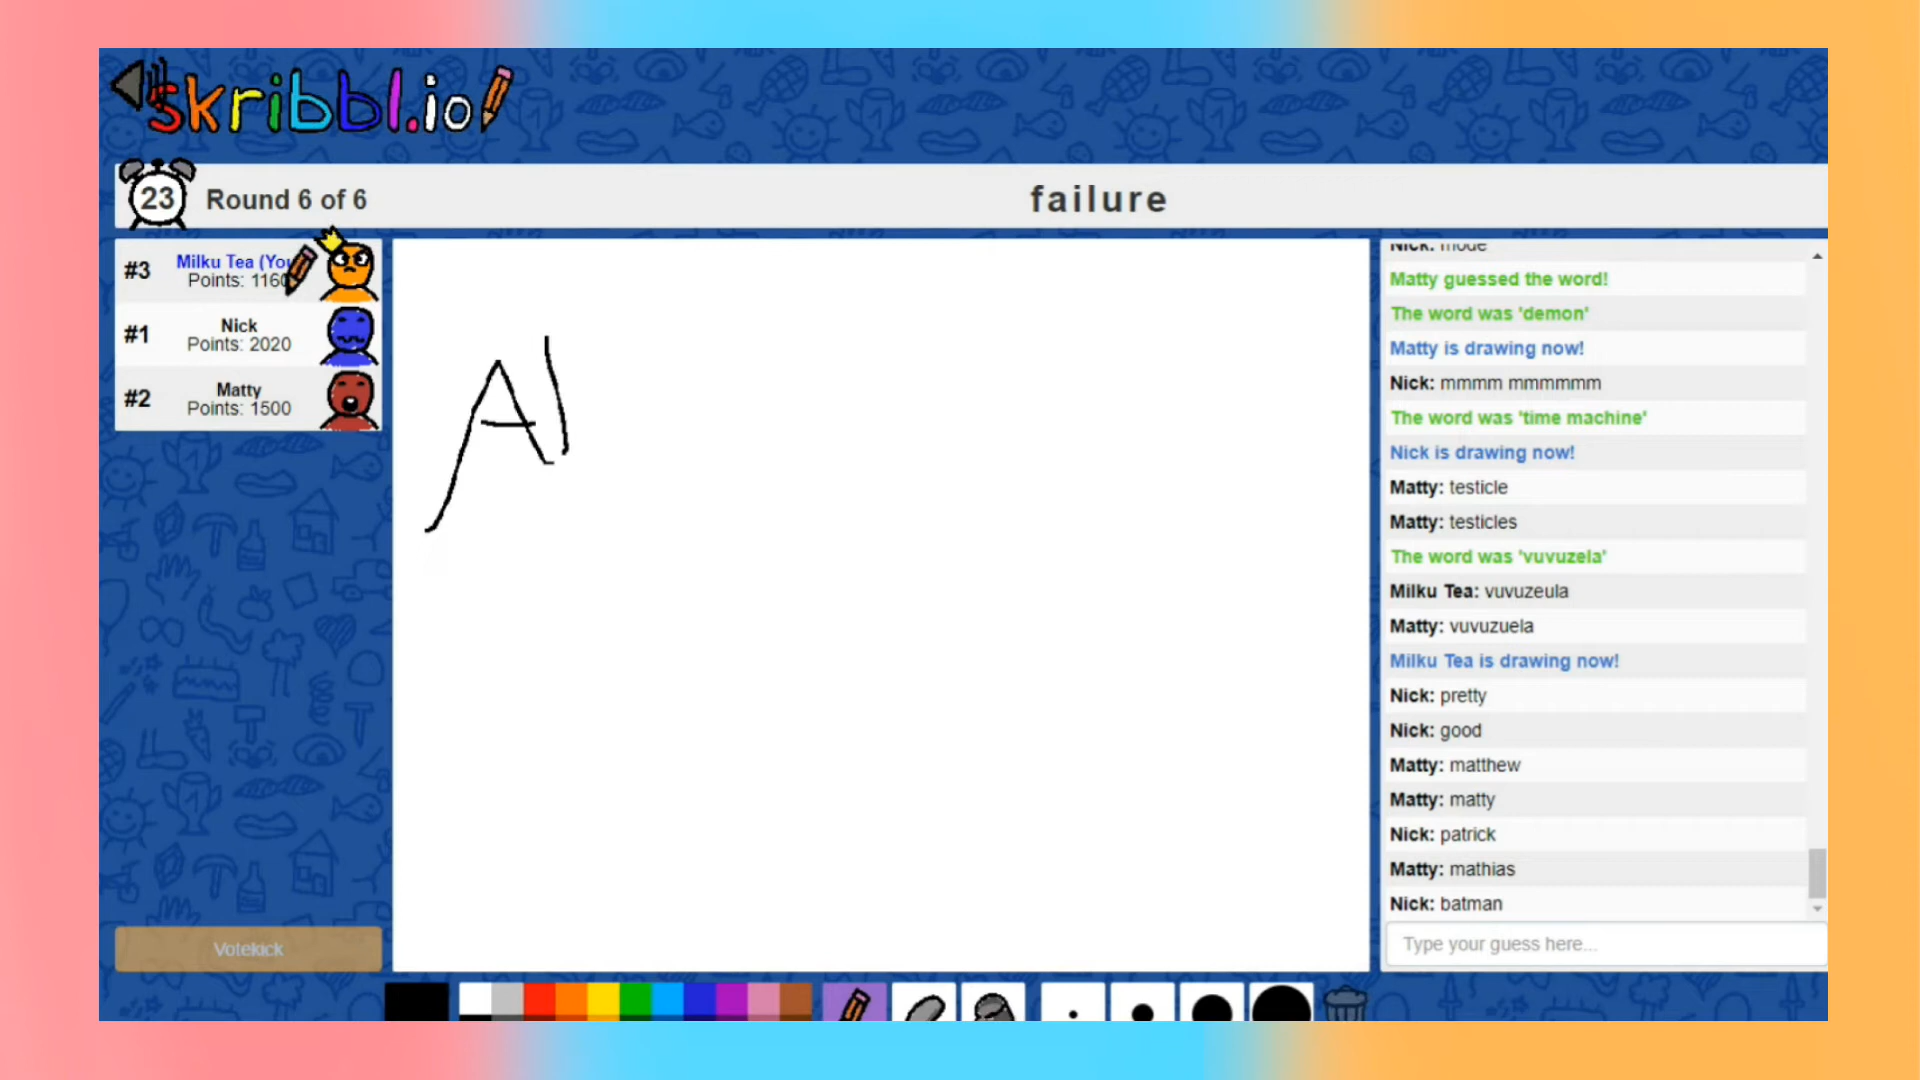 skribbl.io
23 Round 6 of 6
failure
#3 Milku Tea (You
Points: 1160
#1 Nick
Points: 2020
#2 Matty
Points: 1500
Votekick
A
Nick: mode
Matty guessed the word!
The word was 'demon'
Matty is drawing now!
Nick: mmmm mmmmmm
The word was 'time machine'
Nick is drawing now!
Matty: testicle
Matty: testicles
The word was 'vuvuzela'
Milku Tea: vuvuzeula
Matty: vuvuzuela
Milku Tea is drawing now!
Nick: pretty
Nick: good
Matty: matthew
Matty: matty
Nick: patrick
Matty: mathias
Nick: batman
Type your guess here...